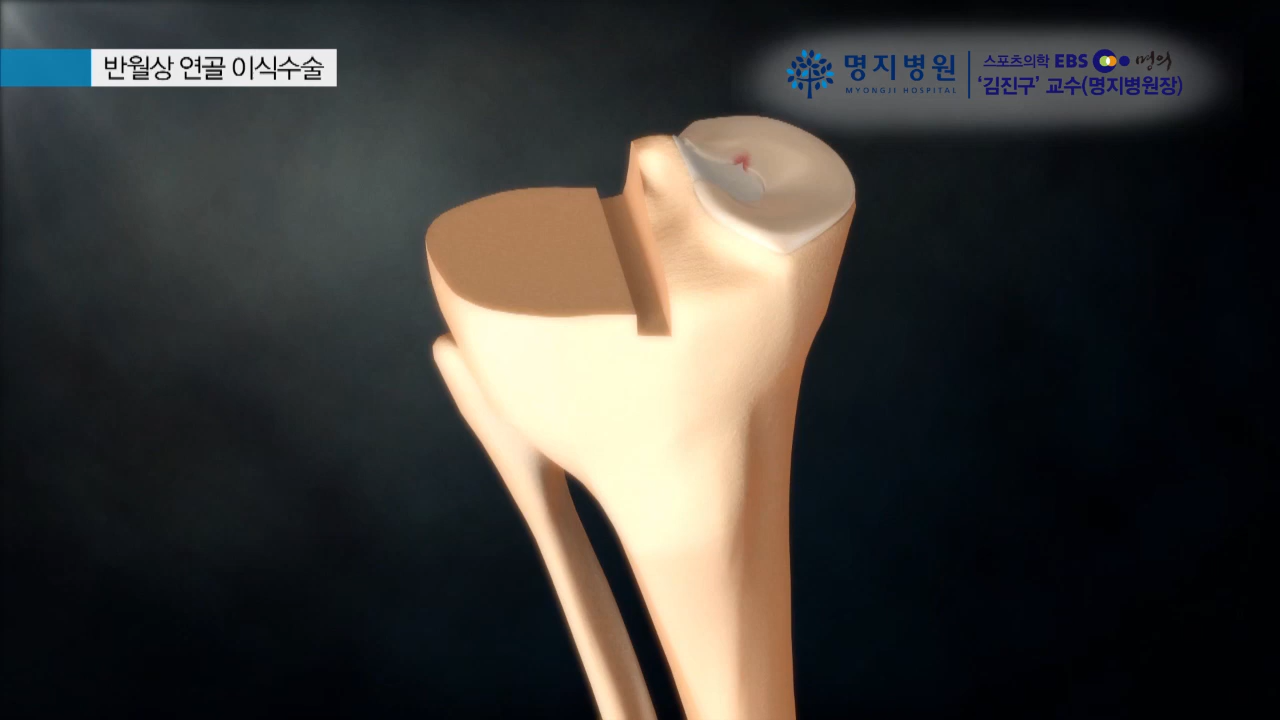 반월상 연골 이식수술
명지병원
MYONGJI HOSPITAL
스포츠의학 EBS 명의
'김진구' 교수(명지병원장)